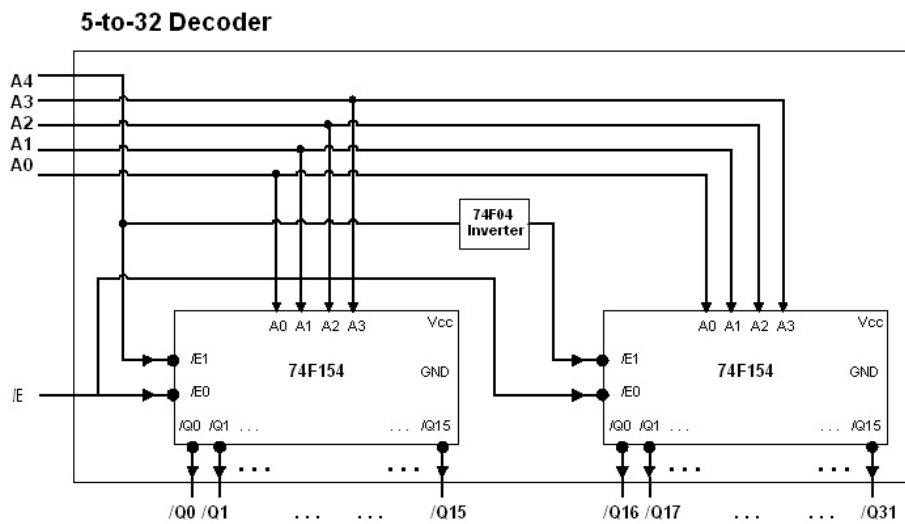 5-to-32 Decoder
A4
A3
A2
A1
A0
74F04
Inverter
A0 A1 A2 A3 Vcc
A0 A1 A2 A3 Vcc
/E1
74F154
GND
/E0
/E1
74F154
GND
/E0
/E
/Q0 /Q1 ... ... /Q15
/Q0 /Q1 ... ... /Q15
... ...
... ...
/Q0 /Q1 ... ... /Q15
/Q16 /Q17 ... ... /Q31